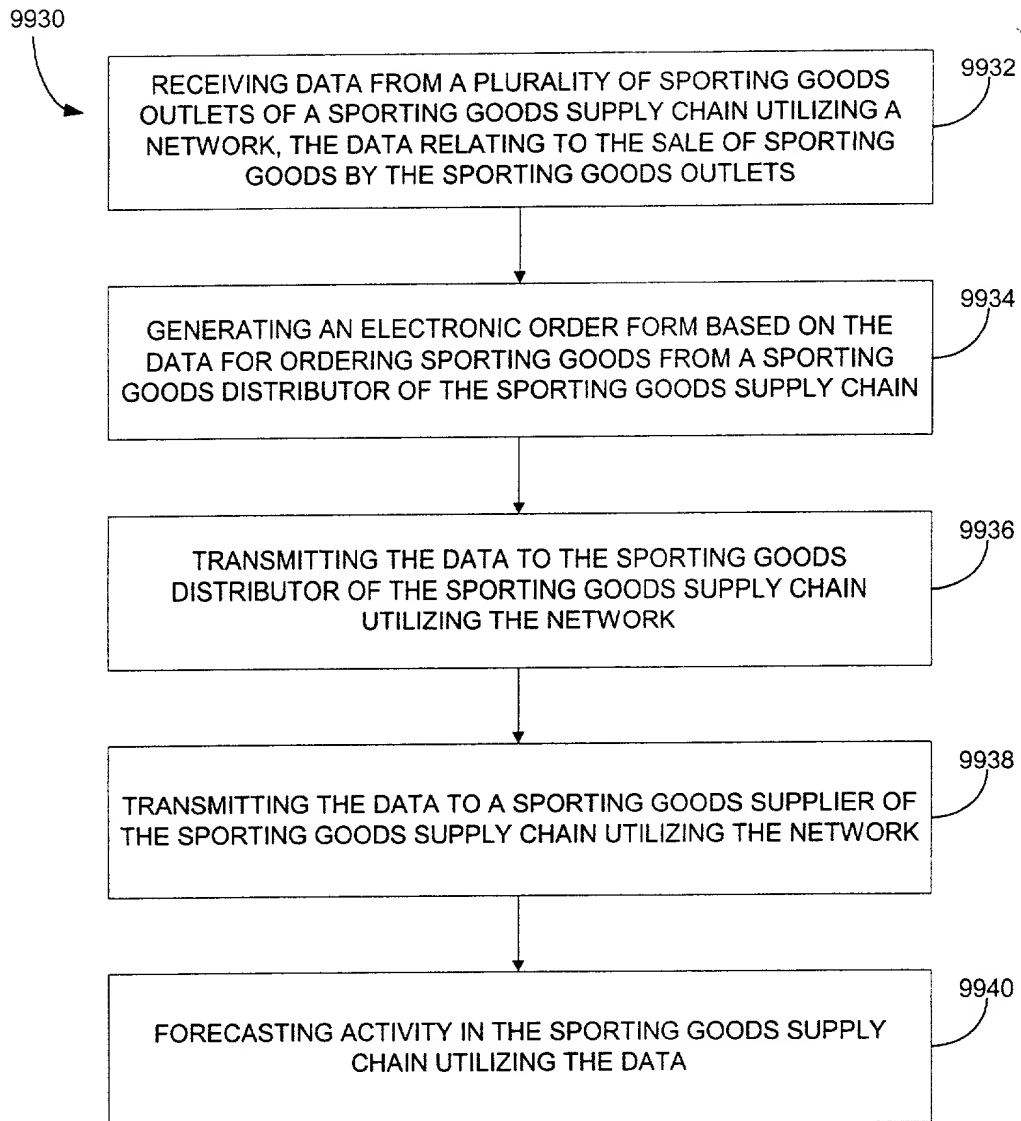 9930
RECEIVING DATA FROM A PLURALITY OF SPORTING GOODS
OUTLETS OF A SPORTING GOODS SUPPLY CHAIN UTILIZING A
NETWORK, THE DATA RELATING TO THE SALE OF SPORTING
GOODS BY THE SPORTING GOODS OUTLETS
9932
GENERATING AN ELECTRONIC ORDER FORM BASED ON THE
DATA FOR ORDERING SPORTING GOODS FROM A SPORTING
GOODS DISTRIBUTOR OF THE SPORTING GOODS SUPPLY CHAIN
9934
TRANSMITTING THE DATA TO THE SPORTING GOODS
DISTRIBUTOR OF THE SPORTING GOODS SUPPLY CHAIN
UTILIZING THE NETWORK
9936
TRANSMITTING THE DATA TO A SPORTING GOODS SUPPLIER OF
THE SPORTING GOODS SUPPLY CHAIN UTILIZING THE NETWORK
9938
FORECASTING ACTIVITY IN THE SPORTING GOODS SUPPLY
CHAIN UTILIZING THE DATA
9940